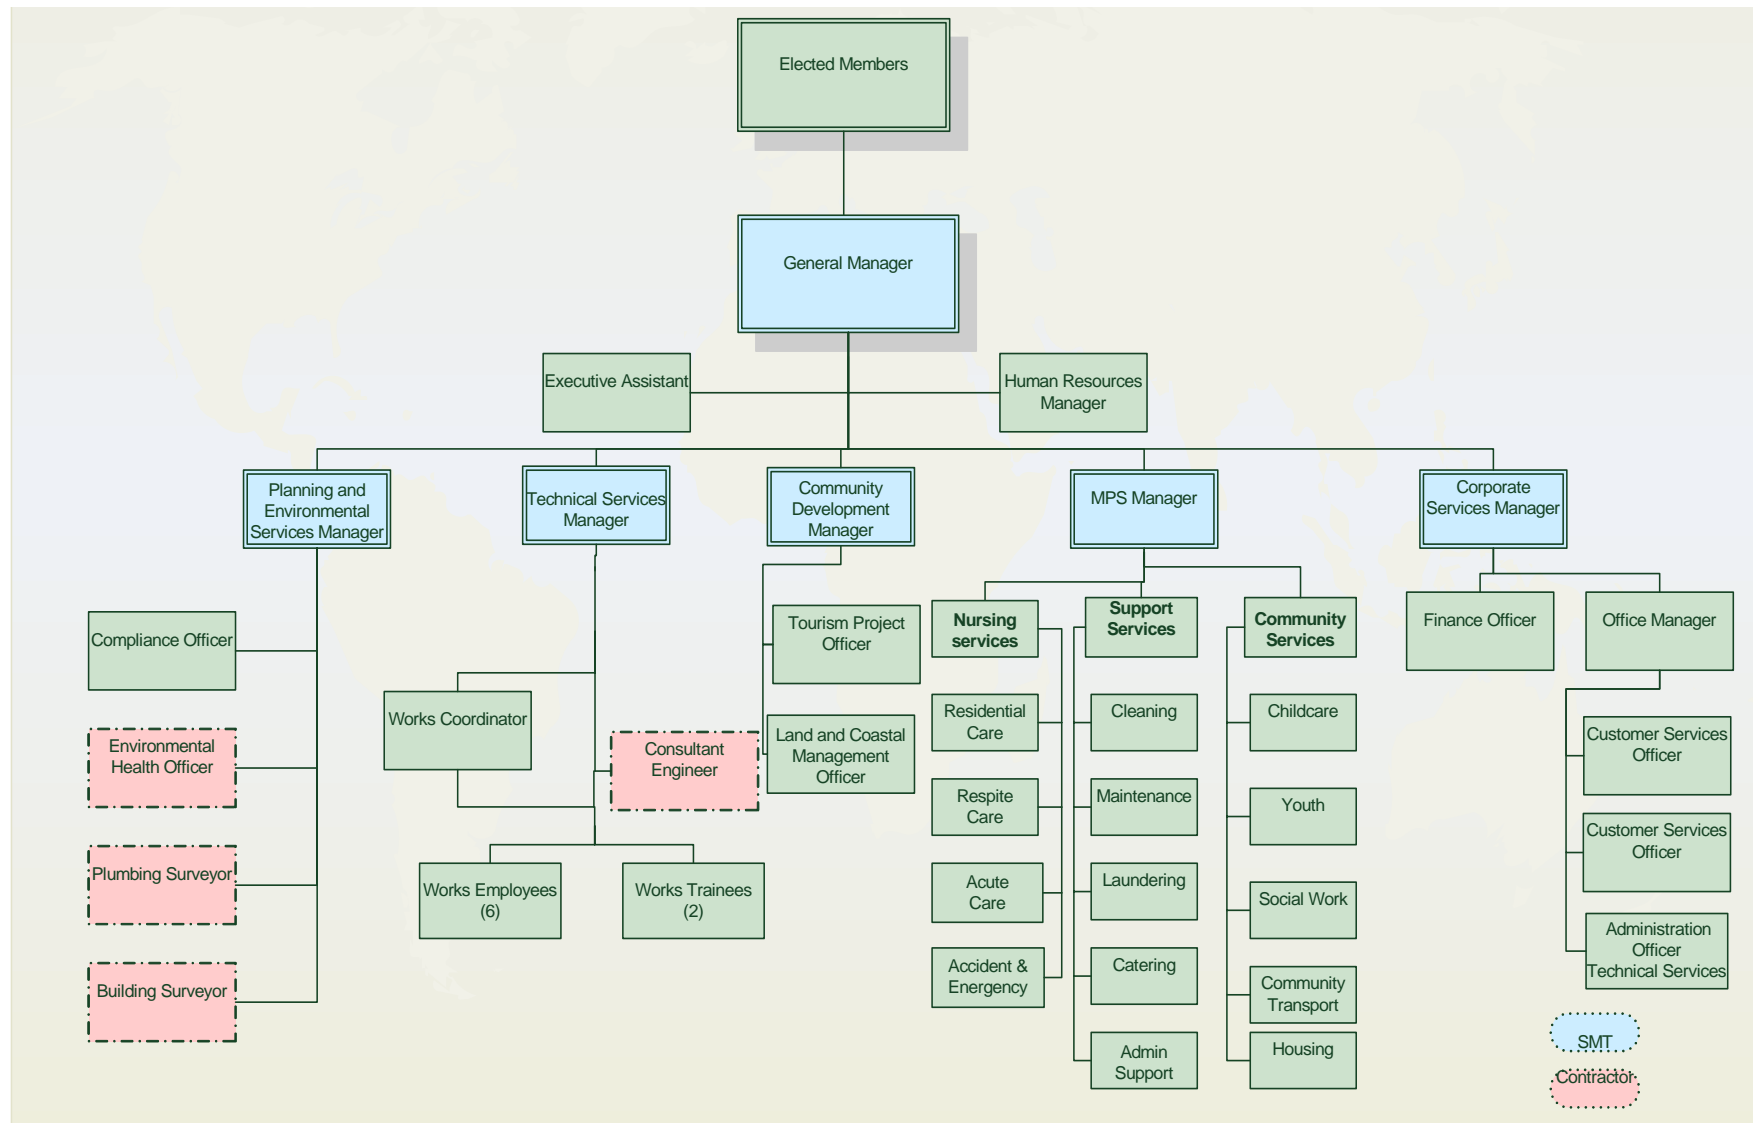 Elected Members
General Manager
Executive Assistant
Human Resources
Manager
Planning and
Environmental
Services Manager
Technical Services
Manager
Community
Development
Manager
MPS Manager
Corporate
Services Manager
Compliance Officer
Environmental
Health Officer
Plumbing Surveyor
Building Surveyor
Works Coordinator
Consultant
Engineer
Works Employees
(6)
Works Trainees
(2)
Tourism Project
Officer
Land and Coastal
Management
Officer
Nursing
services
Residential
Care
Respite
Care
Acute
Care
Accident &
Energency
Support
Services
Cleaning
Maintenance
Laundering
Catering
Admin
Support
Community
Services
Childcare
Youth
Social Work
Community
Transport
Housing
Finance Officer
Office Manager
Customer Services
Officer
Customer Services
Officer
Administration
Officer
Technical Services
SMT
Contractor